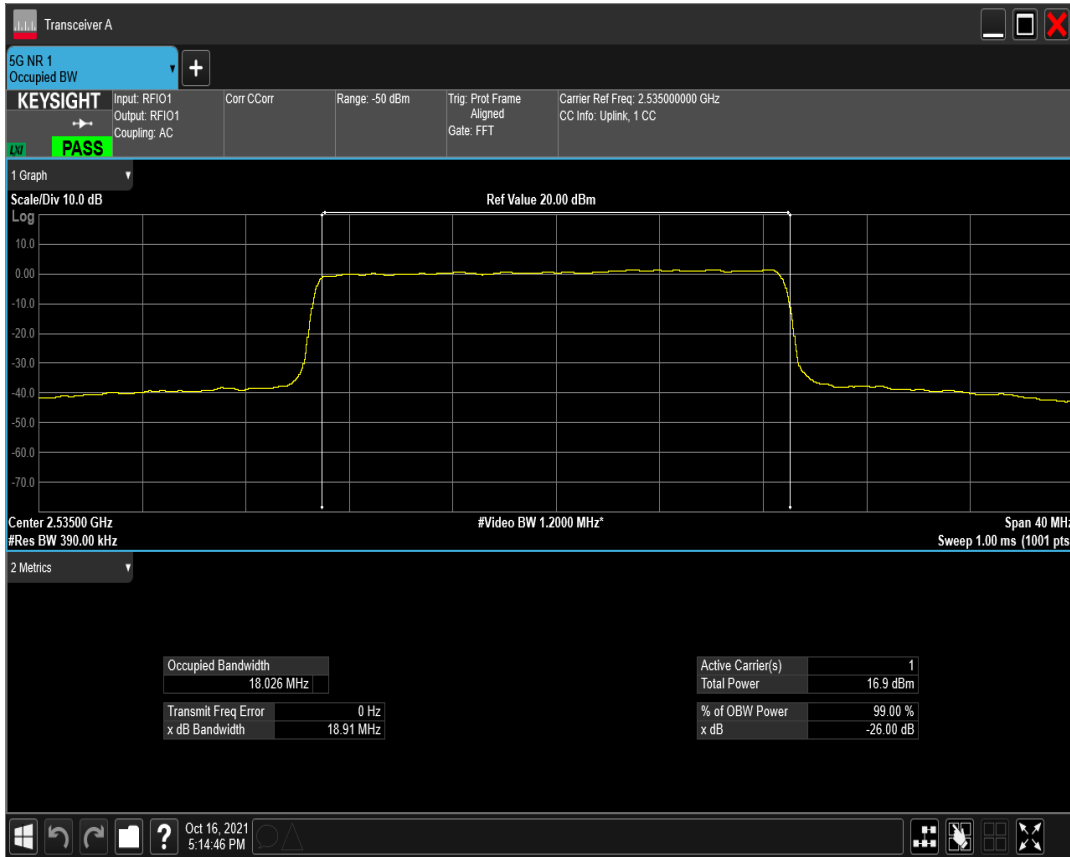 Transceiver A
5G NR 1
Occupied BW
KEYSIGHT
Input: RFIO1
Output: RFIO1
Coupling: AC
Corr CCorr
Range: -50 dBm
Trig: Prot Frame
Aligned
Gate: FFT
Carrier Ref Freq: 2.535000000 GHz
CC Info: Uplink, 1 CC
LXI
PASS
1 Graph
Scale/Div 10.0 dB
Ref Value 20.00 dBm
Log
10.0
0.00
-10.0
-20.0
-30.0
-40.0
-50.0
-60.0
-70.0
Center 2.53500 GHz
#Video BW 1.2000 MHz*
Span 40 MHz
#Res BW 390.00 kHz
Sweep 1.00 ms (1001 pts
2 Metrics
Occupied Bandwidth
18.026 MHz
Transmit Freq Error 0 Hz
x dB Bandwidth 18.91 MHz
Active Carrier(s) 1
Total Power 16.9 dBm
% of OBW Power 99.00 %
x dB -26.00 dB
Oct 16, 2021
5:14:46 PM